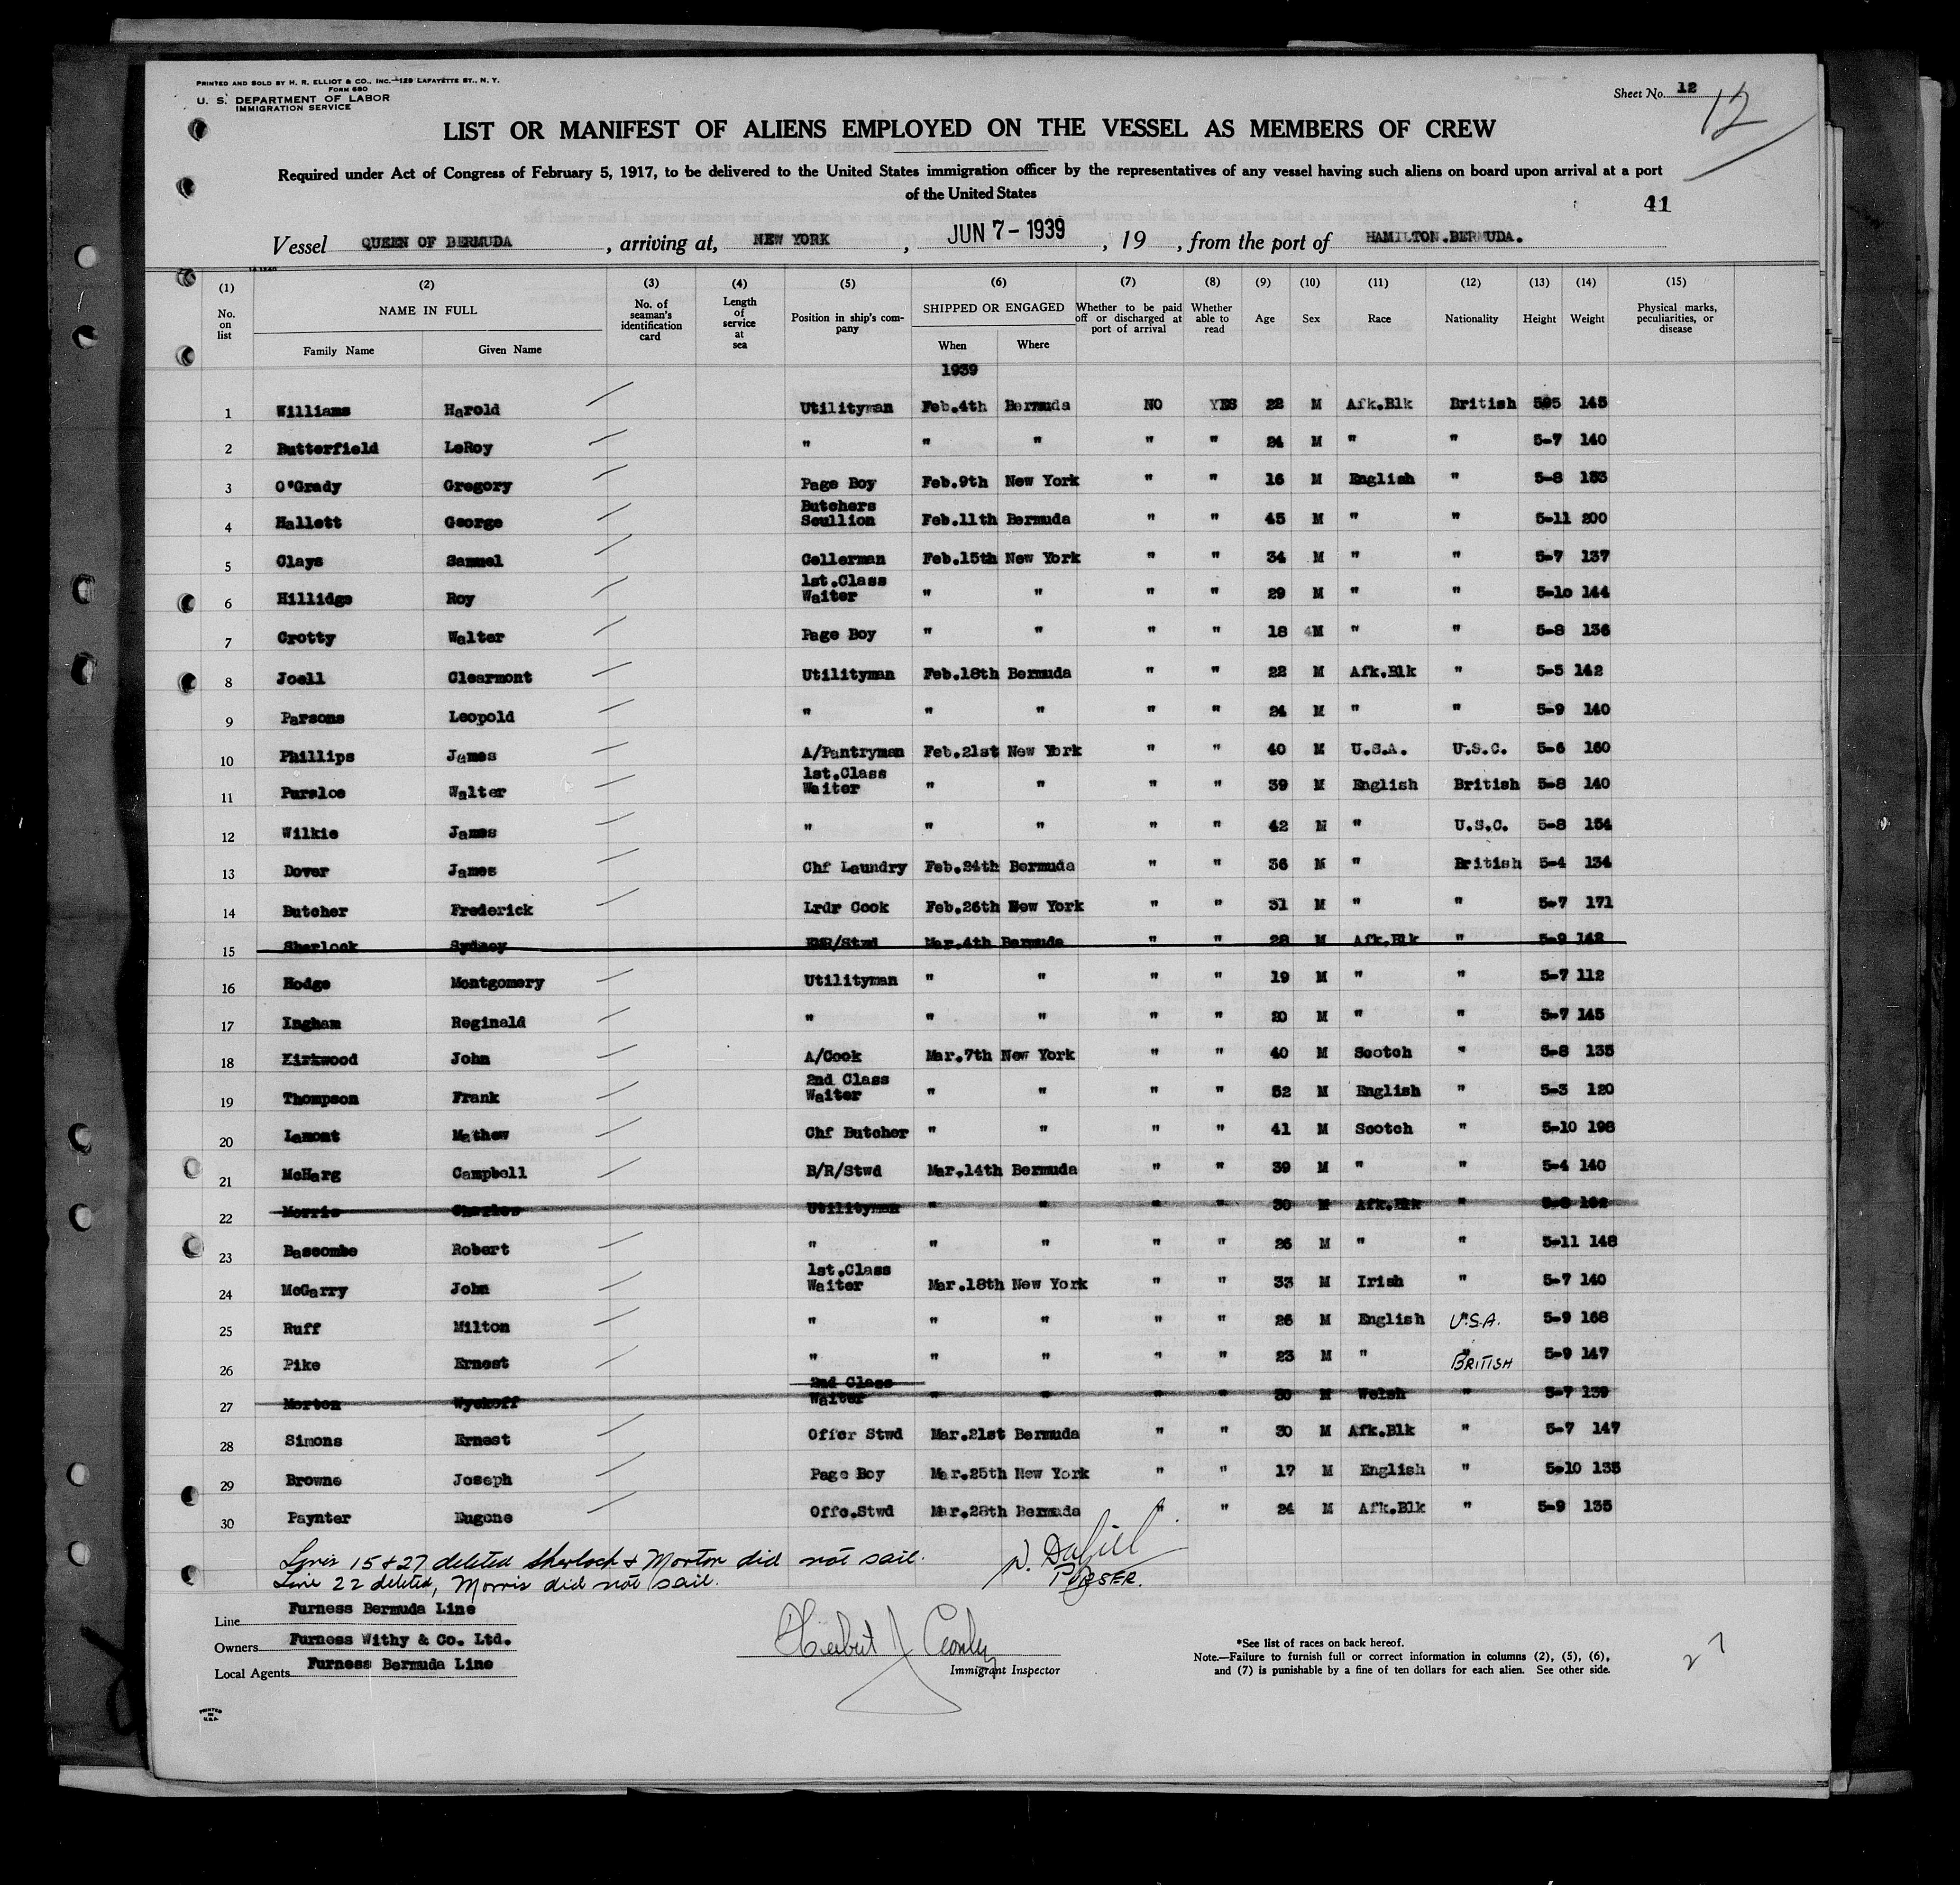 PRINTED AND SOLD BY H. R. ELLIOT & CO., INC.—129 LAFAYETTE ST., N. Y.
FORM 680
U. S. DEPARTMENT OF LABOR
IMMIGRATION SERVICE
Sheet No. 12
12
LIST OR MANIFEST OF ALIENS EMPLOYED ON THE VESSEL AS MEMBERS OF CREW
Required under Act of Congress of February 5, 1917, to be delivered to the United States immigration officer by the representatives of any vessel having such aliens on board upon arrival at a port
of the United States
41
Vessel QUEEN OF BERMUDA, arriving at, NEW YORK, JUN 7 - 1939, 19 , from the port of HAMILTON.BERMUDA.
(1) (2) (3) (4) (5) (6) (7) (8) (9) (10) (11) (12) (13) (14) (15)
No. on list NAME IN FULL Family Name Given Name No. of seaman's identification card Length of service at sea Position in ship's company SHIPPED OR ENGAGED When Where Whether to be paid off or discharged at port of arrival Whether able to read Age Sex Race Nationality Height Weight Physical marks, peculiarities, or disease
1939
1 Williams Harold Utilityman Feb.4th Bermuda NO YES 22 M Afk.Blk British 5-5 145
2 Butterfield LeRoy " " " " " 24 M " " 5-7 140
3 O'Grady Gregory Page Boy Feb.9th New York " " 16 M English " 5-8 133
4 Hallett George Butchers Scullion Feb.11th Bermuda " " 45 M " " 5-11 200
5 Clays Samuel Cellerman Feb.15th New York " " 34 M " " 5-7 137
6 Hillidge Roy 1st.Class Waiter " " " " 29 M " " 5-10 144
7 Crotty Walter Page Boy " " " " 18 M " " 5-8 136
8 Joell Clearmont Utilityman Feb.18th Bermuda " " 22 M Afk.Blk " 5-5 142
9 Parsons Leopold " " " " " 24 M " " 5-9 140
10 Phillips James A/Pantryman Feb.21st New York " " 40 M U.S.A. U.S.C. 5-6 160
11 Pursloe Walter 1st.Class Waiter " " " " 39 M English British 5-8 140
12 Wilkie James " " " " " 42 M " U.S.C. 5-8 154
13 Dover James Chf Laundry Feb.24th Bermuda " " 36 M " British 5-4 134
14 Butcher Frederick Lrdr Cook Feb.26th New York " " 31 M " " 5-7 171
15 Sherlock Sydney Mar.4th Bermuda " " 28 M Afk.Blk " 5-9 142
16 Hodge Montgomery Utilityman " " " " 19 M " " 5-7 112
17 Ingham Reginald " " " " " 20 M " " 5-7 145
18 Kirkwood John A/Cook Mar.7th New York " " 40 M Scotch " 5-8 135
19 Thompson Frank 2nd Class Waiter " " " " 52 M English " 5-3 120
20 Lamont Mathew Chf Butcher " " " " 41 M Scotch " 5-10 198
21 McHarg Campbell B/R/Stwd Mar.14th Bermuda " " 39 M " " 5-4 140
22 Morris Charles Utilityman " " " " 30 M Afk.Blk "
23 Bascombe Robert " " " " " 26 M " " 5-11 148
24 McGarry John 1st.Class Waiter Mar.18th New York " " 33 M Irish " 5-7 140
25 Ruff Milton " " " " " 26 M English U.S.A. 5-9 168
26 Pike Ernest " " " " " 23 M " BRITISH 5-9 147
27 Morton Wyckoff 2nd Class Waiter " " " " 30 M Welsh " 5-7 139
28 Simons Ernest Offcr Stwd Mar.21st Bermuda " " 30 M Afk.Blk " 5-7 147
29 Browne Joseph Page Boy Mar.25th New York " " 17 M English " 5-10 135
30 Paynter Eugene Offc.Stwd Mar.28th Bermuda " " 24 M Afk.Blk " 5-9 135
Lines 15 & 27 deleted Sherlock & Morton did not sail.
Line 22 deleted, Morris did not sail.
PURSER.
Line Furness Bermuda Line
Owners Furness Withy & Co. Ltd.
Local Agents Furness Bermuda Line
Immigrant Inspector
*See list of races on back hereof.
Note.—Failure to furnish full or correct information in columns (2), (5), (6),
and (7) is punishable by a fine of ten dollars for each alien. See other side.
PRINTED IN U.S.A.